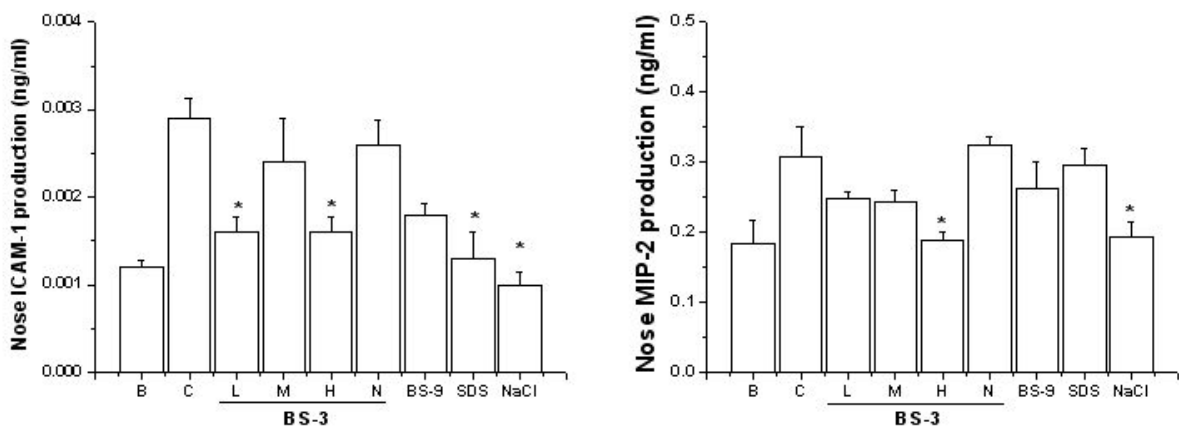 Nose ICAM-1 production (ng/ml)
0.004
0.003
0.002
0.001
0.000
* * * *
B C L M H N BS-9 SDS NaCl
BS-3
Nose MIP-2 production (ng/ml)
0.5
0.4
0.3
0.2
0.1
0.0
* *
B C L M H N BS-9 SDS NaCl
BS-3